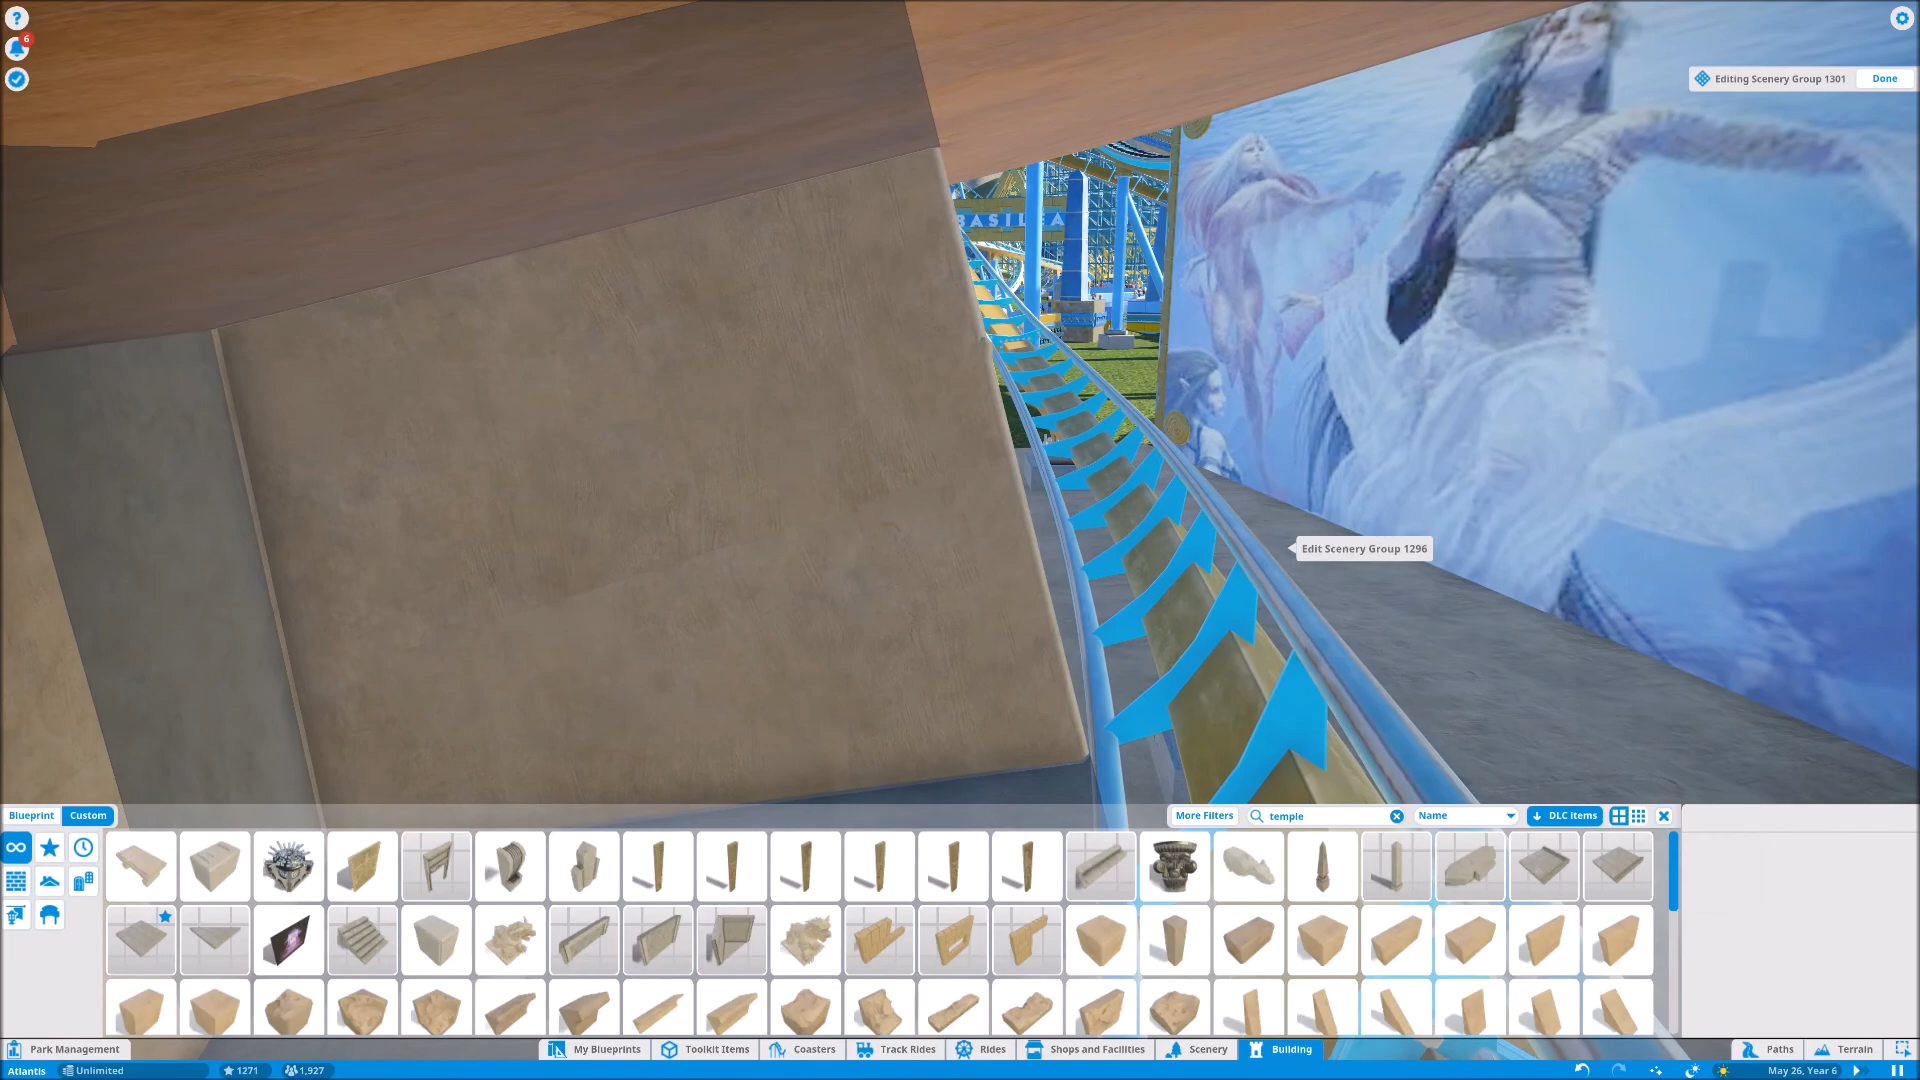 6
Editing Scenery Group 1301
Done
BASÍLEA
Edit Scenery Group 1296
Blueprint
Custom
More Filters
temple
Name
DLC items
Park Management
My Blueprints
Toolkit Items
Coasters
Track Rides
Rides
Shops and Facilities
Scenery
Building
Paths
Terrain
Atlantis
Unlimited
1271
1,927
May 26, Year 6